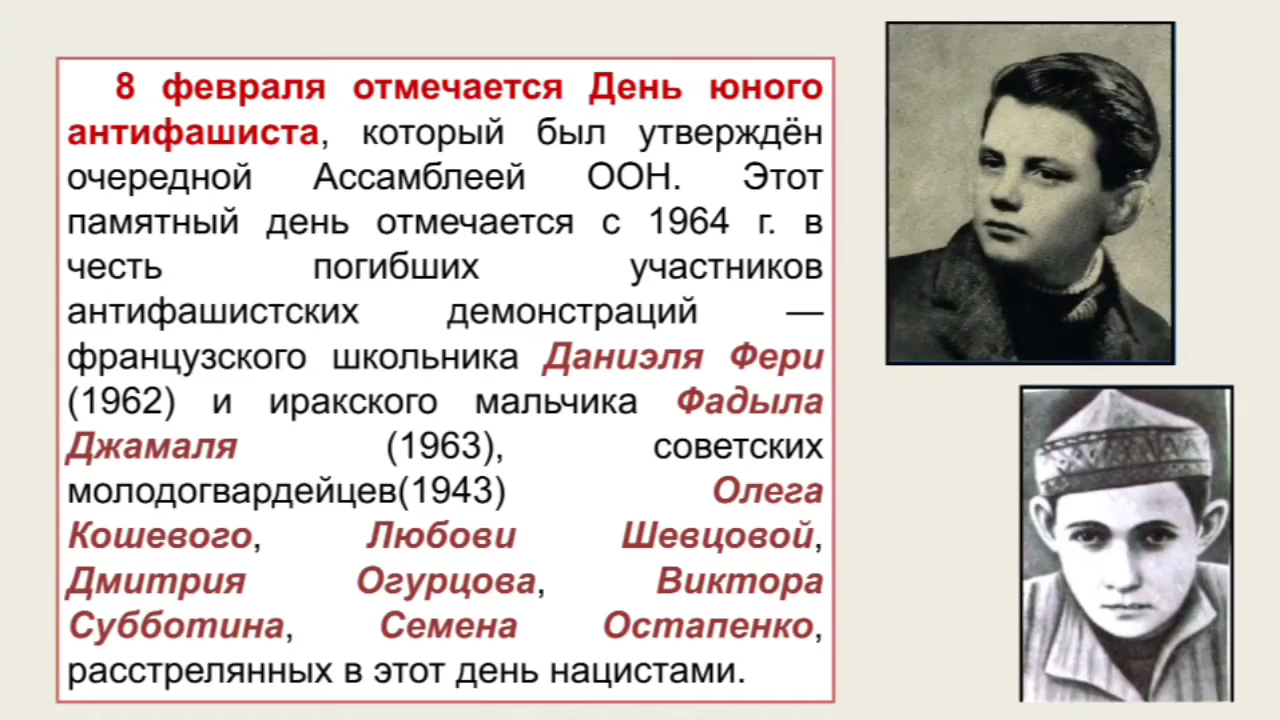 8 февраля отмечается День юного
антифашиста, который был утверждён
очередной Ассамблеей ООН. Этот
памятный день отмечается с 1964 г. в
честь погибших участников
антифашистских демонстраций —
французского школьника Даниэля Фери
(1962) и иракского мальчика Фадыла
Джамаля (1963), советских
молодогвардейцев(1943) Олега
Кошевого, Любови Шевцовой,
Дмитрия Огурцова, Виктора
Субботина, Семена Остапенко,
расстрелянных в этот день нацистами.